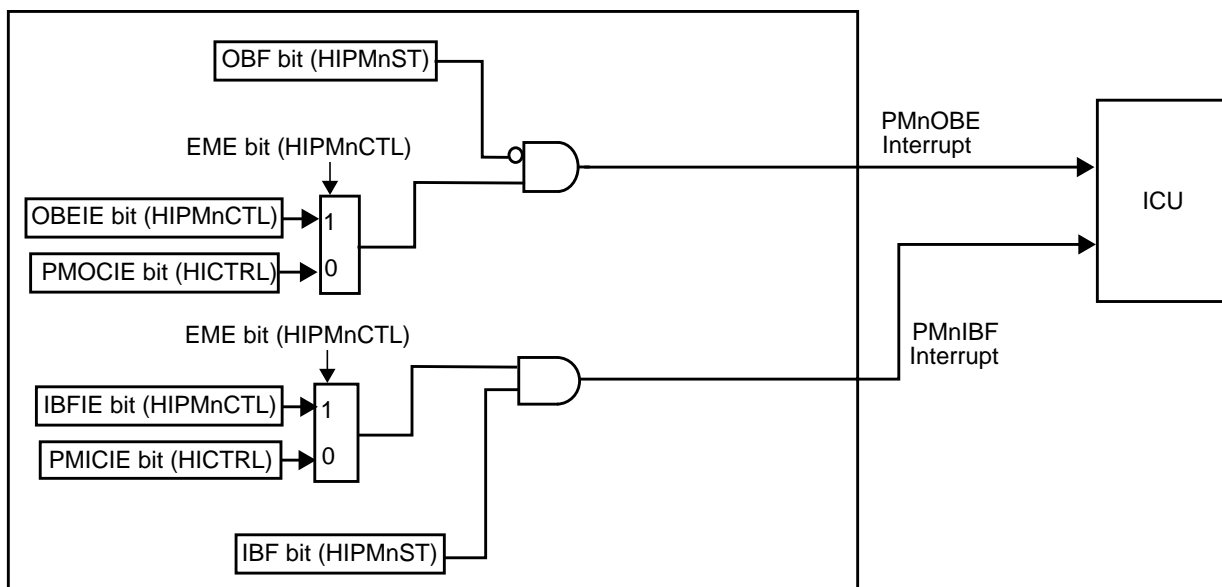 OBF bit (HIPMnST)
EME bit (HIPMnCTL)
OBEIE bit (HIPMnCTL)
1
PMOCIE bit (HICTRL)
0
PMnOBE
Interrupt
ICU
EME bit (HIPMnCTL)
IBFIE bit (HIPMnCTL)
1
PMICIE bit (HICTRL)
0
PMnIBF
Interrupt
IBF bit (HIPMnST)